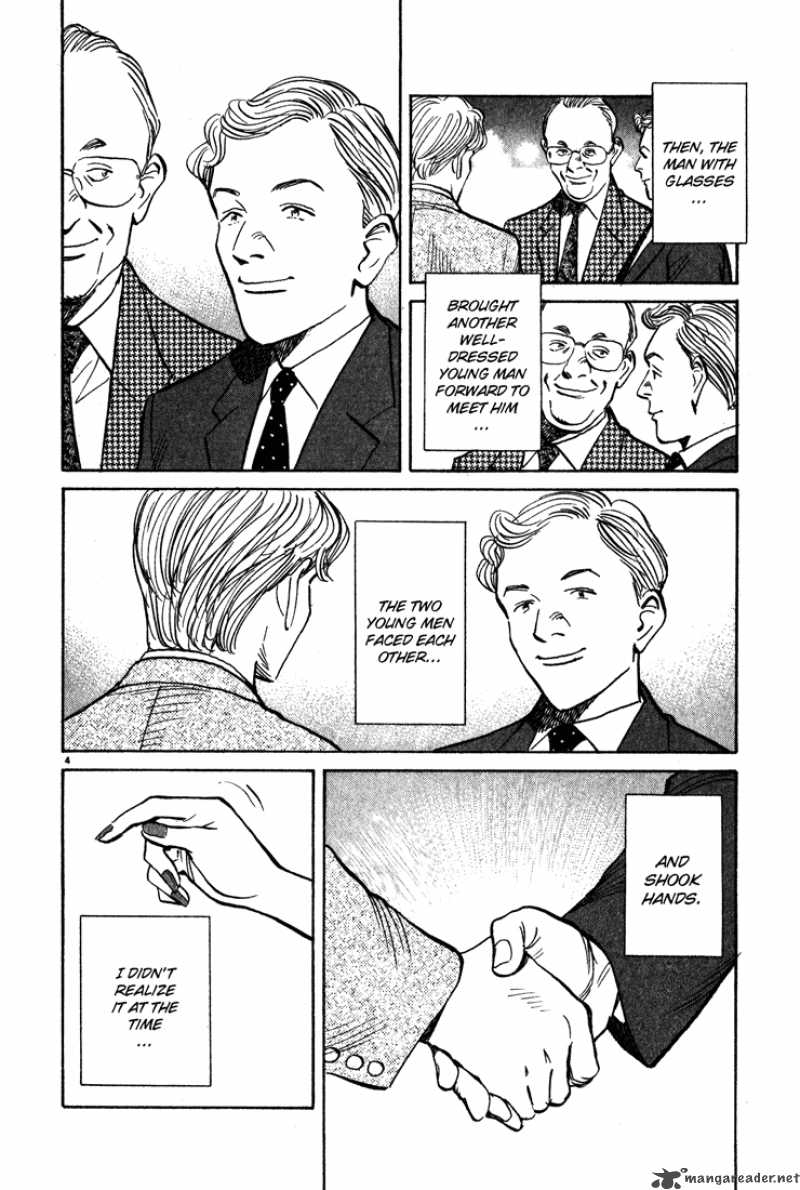 THEN, THE
MAN WITH
GLASSES
...
BROUGHT
ANOTHER
WELL-
DRESSED
YOUNG MAN
FORWARD TO
MEET HIM
...
THE TWO
YOUNG MEN
FACED EACH
OTHER...
4
AND
SHOOK
HANDS.
I DIDN'T
REALIZE
IT AT THE
TIME
...
mangareader.net